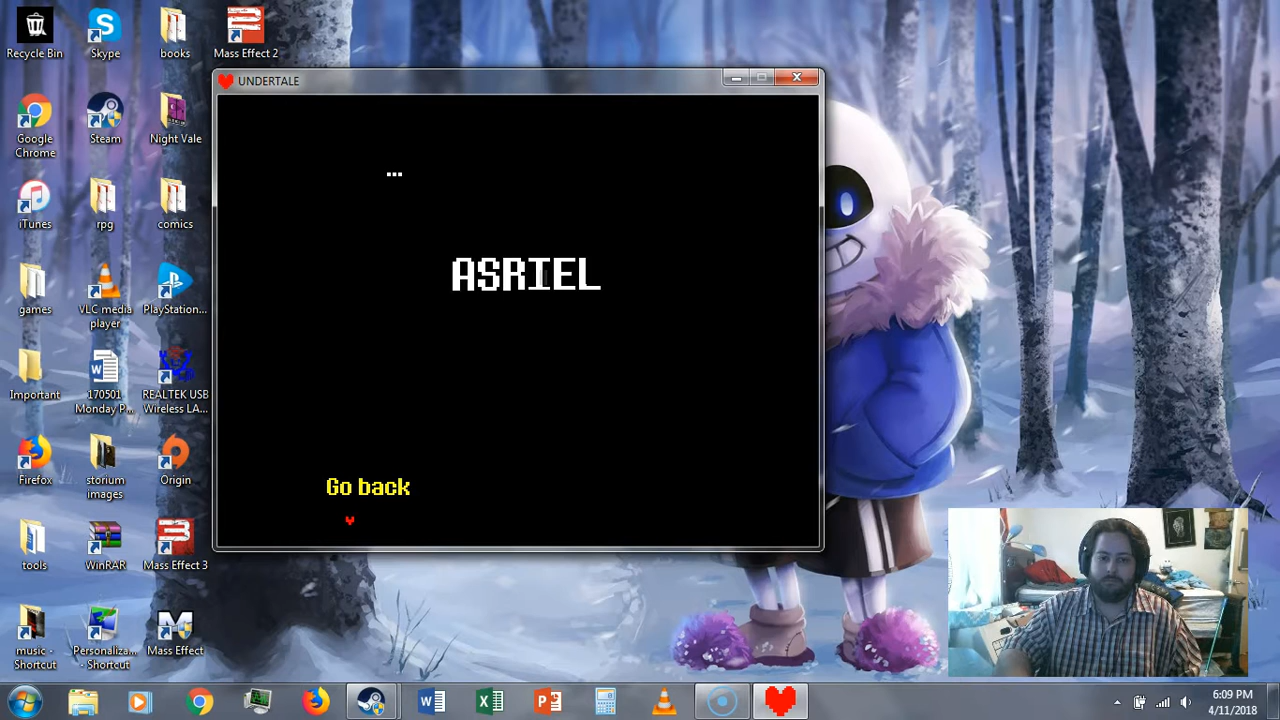 Recycle Bin
Skype
books
Mass Effect 2
Google Chrome
Steam
Night Vale
iTunes
rpg
comics
games
VLC media player
PlayStation...
Important
170501 Monday P...
REALTEK USB Wireless LA...
Firefox
storium images
Origin
tools
WinRAR
Mass Effect 3
music - Shortcut
Personaliza... - Shortcut
Mass Effect
UNDERTALE
...
ASRIEL
Go back
6:09 PM
4/11/2018